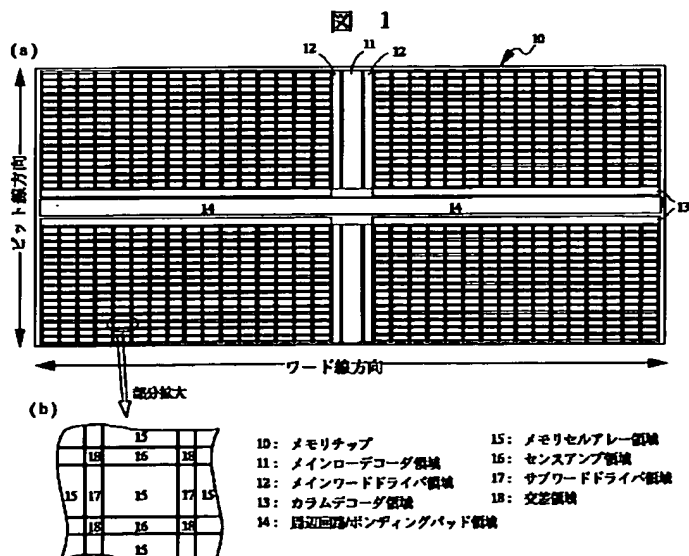 図 1
(a)
12 11 12 10
ビット線方向
14 14
13
ワード線方向
部分拡大
(b)
15
18 16 18
15 17 15 17 15
18 16 18
15
10: メモリチップ
11: メインローデコーダ領域
12: メインワードドライバ領域
13: カラムデコーダ領域
14: 周辺回路/ボンディングパッド領域
15: メモリセルアレー領域
16: センスアンプ領域
17: サブワードドライバ領域
18: 交差領域